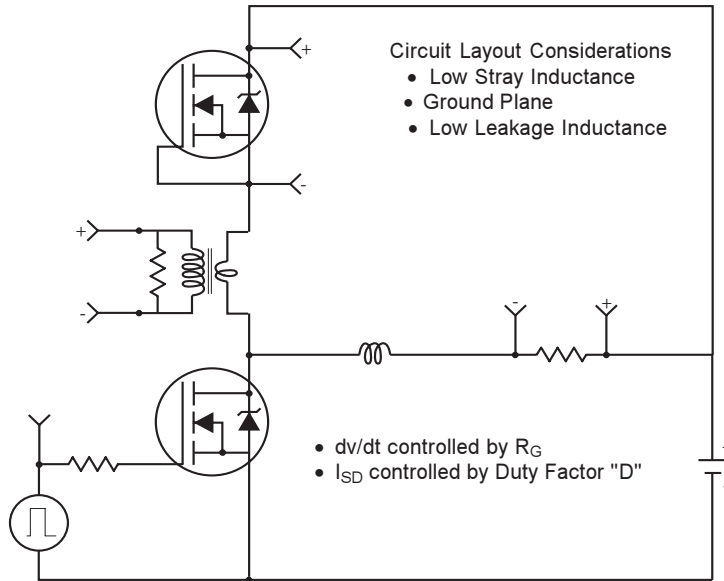 +
Circuit Layout Considerations
• Low Stray Inductance
• Ground Plane
• Low Leakage Inductance
-
+
-
- +
• dv/dt controlled by RG
• ISD controlled by Duty Factor "D"